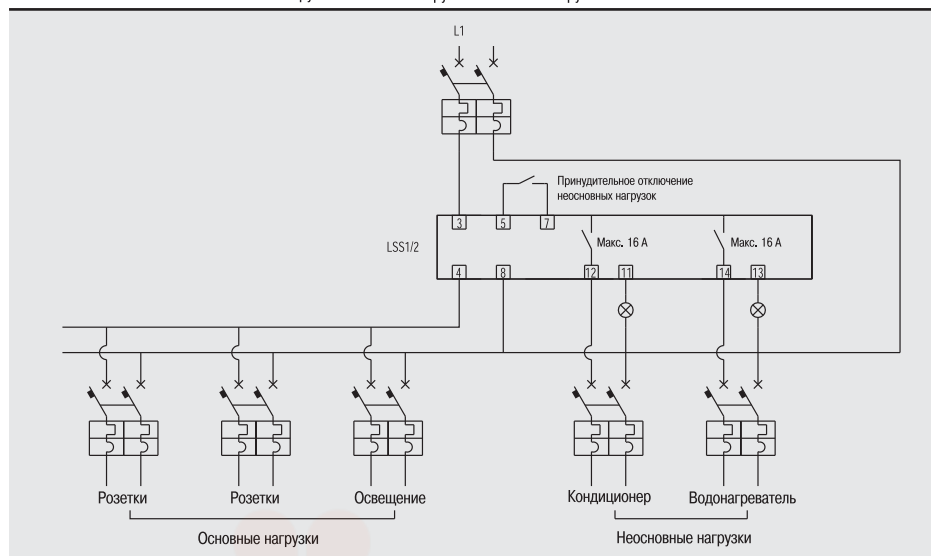 L1
Принудительное отключение
неосновных нагрузок
3 5 7
LSS1/2
Макс. 16 А Макс. 16 А
4 8 12 11 14 13
Розетки Розетки Освещение Кондиционер Водонагреватель
Основные нагрузки Неосновные нагрузки